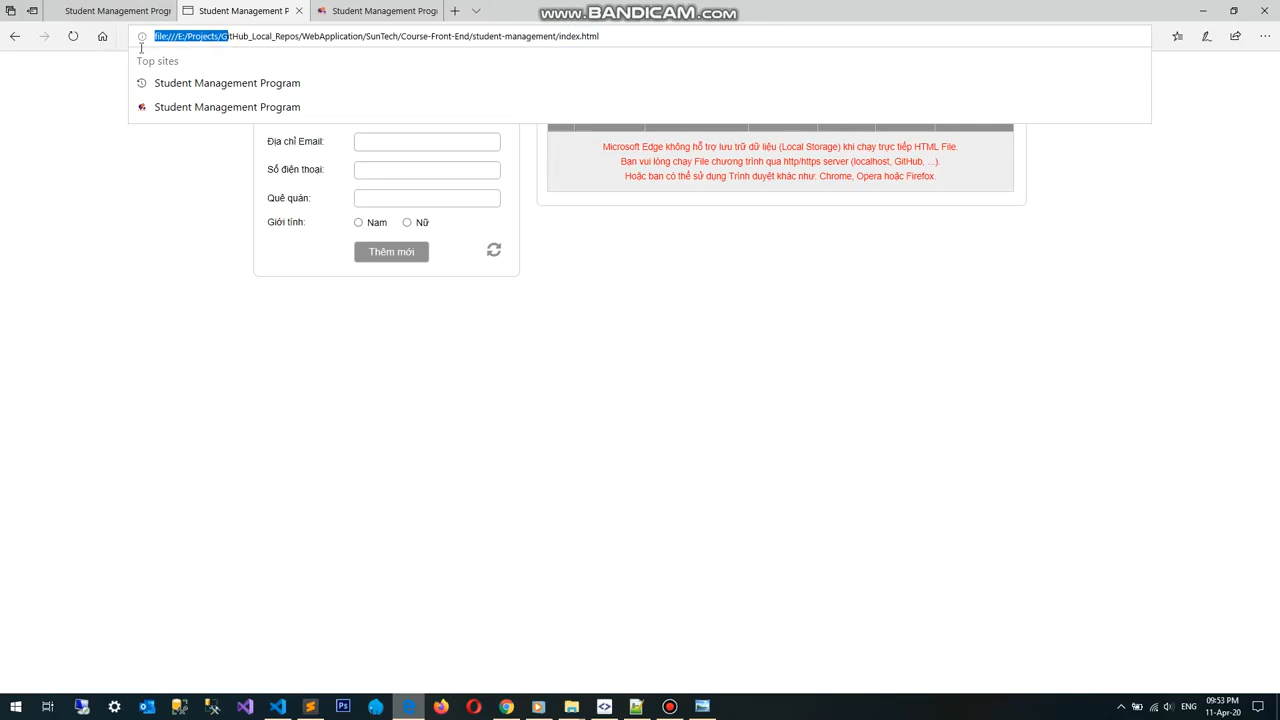 Student Management P
Student Management P
Student Management Progr
WWW.BANDICAM.COM
file:///E:/Projects/GitHub_Local_Repos/WebApplication/SunTech/Course-Front-End/student-management/index.html
Top sites
Student Management Program
Student Management Program
Địa chỉ Email:
Số điện thoại:
Quê quán:
Giới tính:
Nam
Nữ
Thêm mới
Microsoft Edge không hỗ trợ lưu trữ dữ liệu (Local Storage) khi chạy trực tiếp HTML File.
Bạn vui lòng chạy File chương trình qua http/https server (localhost, GitHub, ...).
Hoặc bạn có thể sử dụng Trình duyệt khác như: Chrome, Opera hoặc Firefox.
Ps
ENG
09:53 PM
11-Apr-20